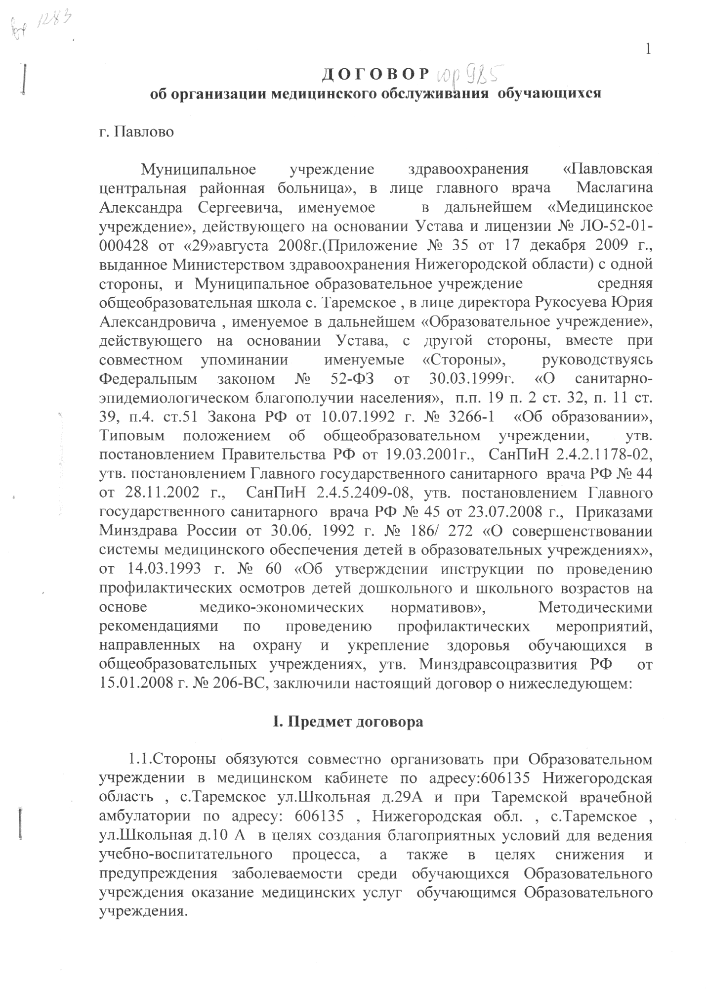 1283
1
Д О Г О В О Р юр 985
об организации медицинского обслуживания обучающихся
г. Павлово
Муниципальное учреждение здравоохранения «Павловская
центральная районная больница», в лице главного врача Маслагина
Александра Сергеевича, именуемое в дальнейшем «Медицинское
учреждение», действующего на основании Устава и лицензии № ЛО-52-01-
000428 от «29»августа 2008г.(Приложение № 35 от 17 декабря 2009 г.,
выданное Министерством здравоохранения Нижегородской области) с одной
стороны, и Муниципальное образовательное учреждение средняя
общеобразовательная школа с. Таремское , в лице директора Рукосуева Юрия
Александровича , именуемое в дальнейшем «Образовательное учреждение»,
действующего на основании Устава, с другой стороны, вместе при
совместном упоминании именуемые «Стороны», руководствуясь
Федеральным законом № 52-ФЗ от 30.03.1999г. «О санитарно-
эпидемиологическом благополучии населения», п.п. 19 п. 2 ст. 32, п. 11 ст.
39, п.4. ст.51 Закона РФ от 10.07.1992 г. № 3266-1 «Об образовании»,
Типовым положением об общеобразовательном учреждении, утв.
постановлением Правительства РФ от 19.03.2001г., СанПиН 2.4.2.1178-02,
утв. постановлением Главного государственного санитарного врача РФ № 44
от 28.11.2002 г., СанПиН 2.4.5.2409-08, утв. постановлением Главного
государственного санитарного врача РФ № 45 от 23.07.2008 г., Приказами
Минздрава России от 30.06. 1992 г. № 186/ 272 «О совершенствовании
системы медицинского обеспечения детей в образовательных учреждениях»,
от 14.03.1993 г. № 60 «Об утверждении инструкции по проведению
профилактических осмотров детей дошкольного и школьного возрастов на
основе медико-экономических нормативов», Методическими
рекомендациями по проведению профилактических мероприятий,
направленных на охрану и укрепление здоровья обучающихся в
общеобразовательных учреждениях, утв. Минздравсоцразвития РФ от
15.01.2008 г. № 206-ВС, заключили настоящий договор о нижеследующем:
I. Предмет договора
1.1.Стороны обязуются совместно организовать при Образовательном
учреждении в медицинском кабинете по адресу:606135 Нижегородская
область , с.Таремское ул.Школьная д.29А и при Таремской врачебной
амбулатории по адресу: 606135 , Нижегородская обл. , с.Таремское ,
ул.Школьная д.10 А в целях создания благоприятных условий для ведения
учебно-воспитательного процесса, а также в целях снижения и
предупреждения заболеваемости среди обучающихся Образовательного
учреждения оказание медицинских услуг обучающимся Образовательного
учреждения.